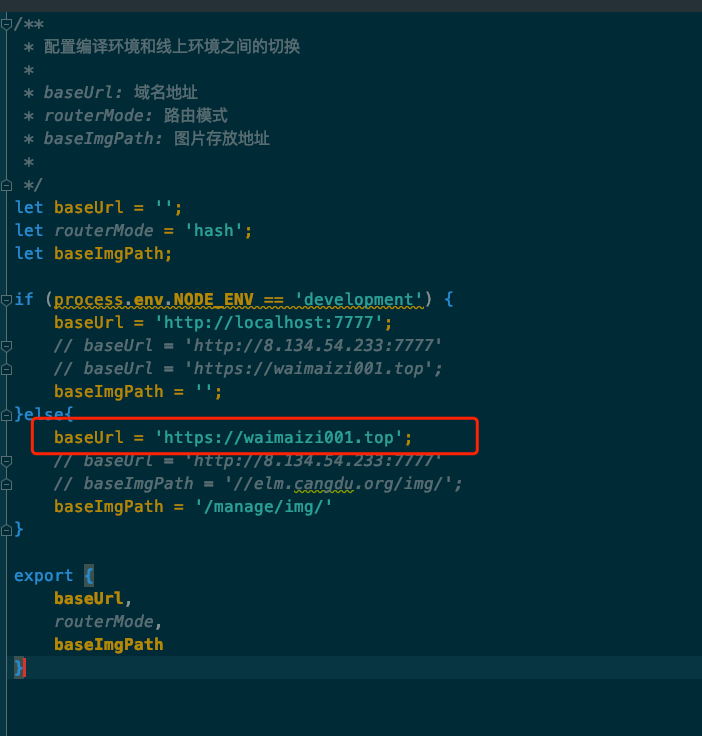 /**
 * 配置编译环境和线上环境之间的切换
 *
 * baseUrl: 域名地址
 * routerMode: 路由模式
 * baseImgPath: 图片存放地址
 *
 */
let baseUrl = '';
let routerMode = 'hash';
let baseImgPath;
if (process.env.NODE_ENV == 'development') {
    baseUrl = 'http://localhost:7777';
    // baseUrl = 'http://8.134.54.233:7777'
    // baseUrl = 'https://waimaizi001.top';
    baseImgPath = '';
}else{
    baseUrl = 'https://waimaizi001.top';
    // baseUrl = 'http://8.134.54.233:7777'
    // baseImgPath = '//elm.cangdu.org/img/';
    baseImgPath = '/manage/img/'
}
export {
    baseUrl,
    routerMode,
    baseImgPath
}